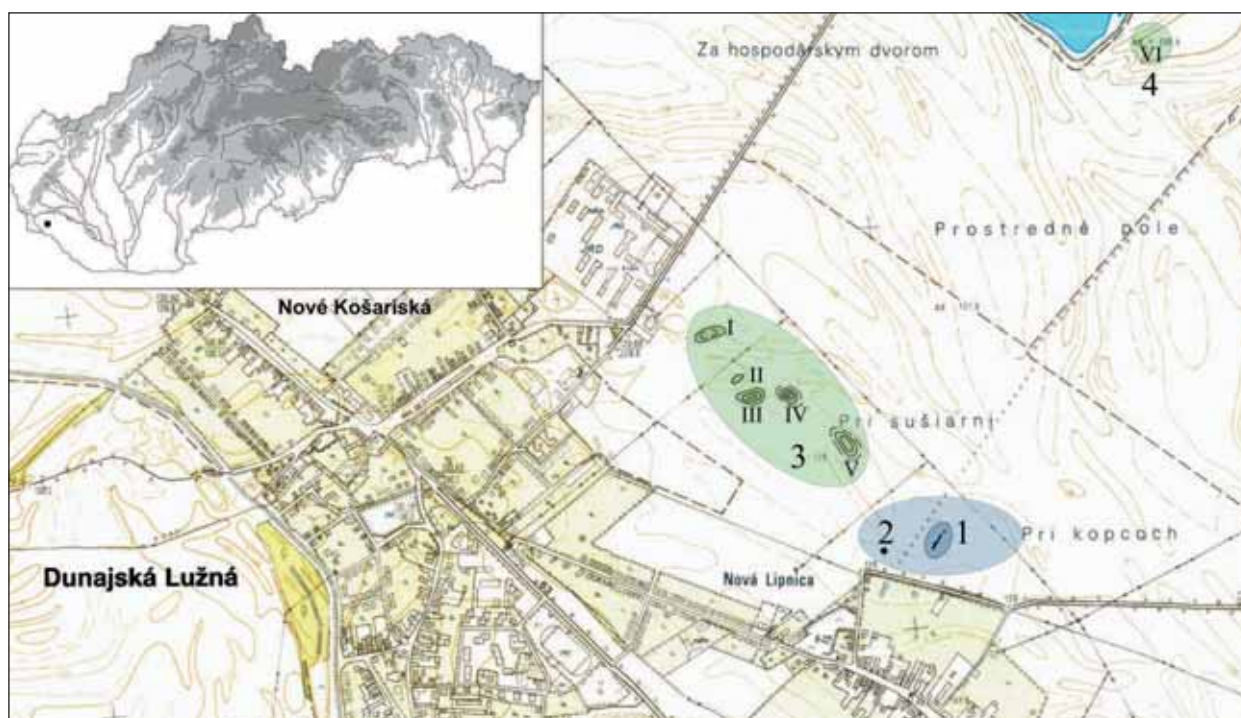 Za hospodárskym dvorom
VI
4
Prostredné pole
Nové Košariská
I
II
III
IV
Pri sušiarni
3
V
2
1
Pri kopcoch
Dunajská Lužná
Nová Lipnica